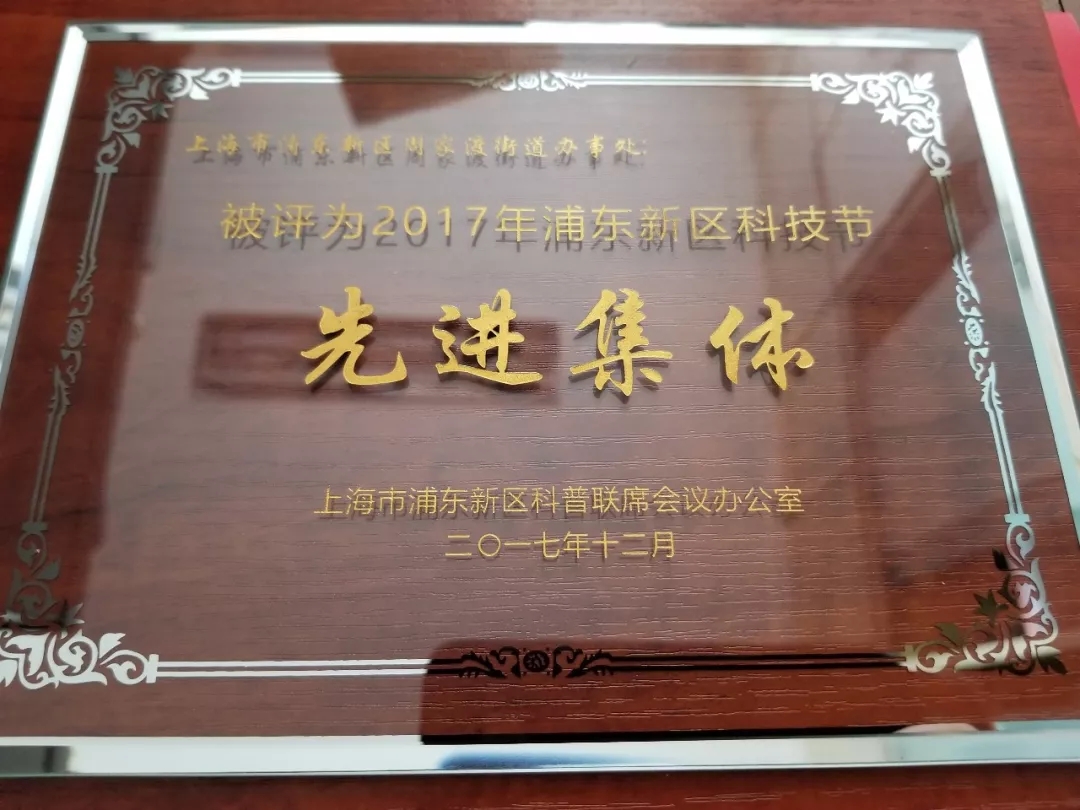 上海市浦东新区周家渡街道办事处:
被评为2017年浦东新区科技节
先进集体
上海市浦东新区科普联席会议办公室
二〇一七年十二月